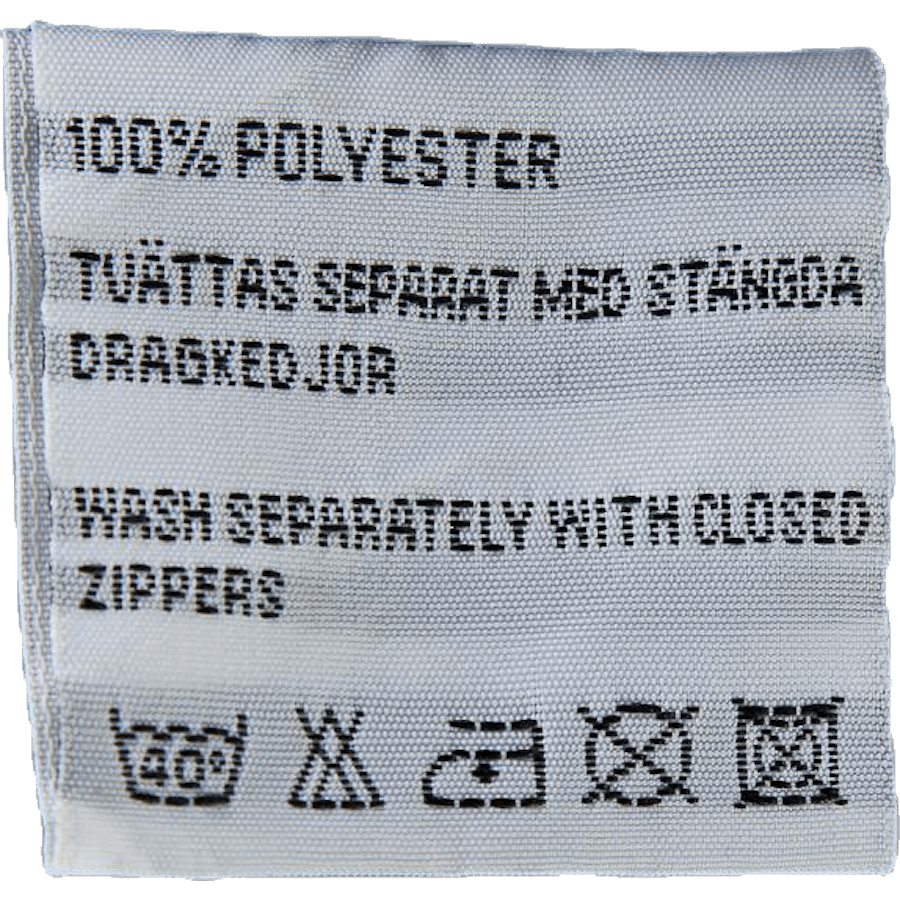 100% POLYESTER
TVÄTTAS SEPARAT MED STÄNGDA
DRAGKEDJOR
WASH SEPARATELY WITH CLOSED
ZIPPERS
40°